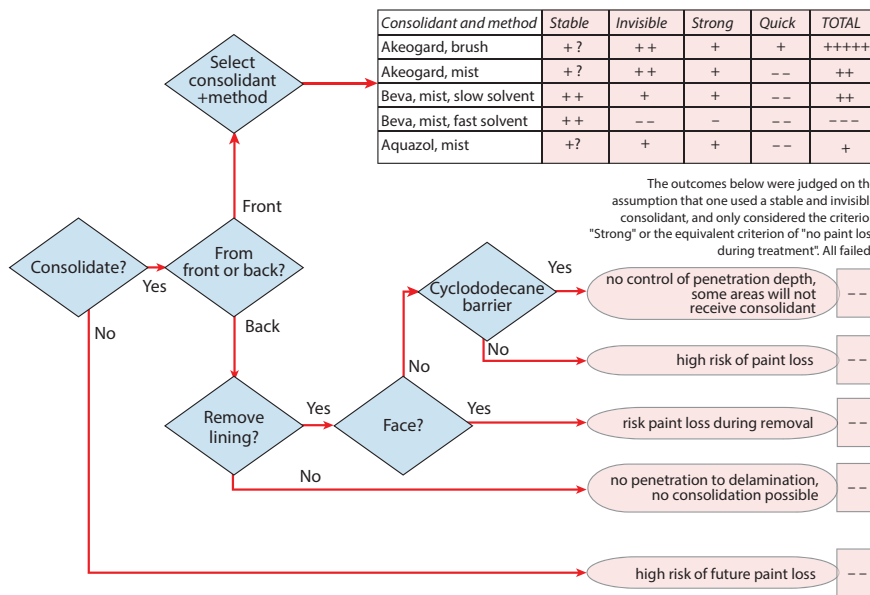 Consolidant and method Stable Invisible Strong Quick TOTAL
Akeogard, brush +? ++ + + +++++
Akeogard, mist +? ++ + -- ++
Beva, mist, slow solvent ++ + + -- ++
Beva, mist, fast solvent ++ -- - -- ---
Aquazol, mist +? + + -- +
Select
consolidant
+method
The outcomes below were judged on th
assumption that one used a stable and invisibl
consolidant, and only considered the criterio
"Strong" or the equivalent criterion of "no paint los
during treatment". All failed
Front
Consolidate?
Yes
No
From
front or back?
Back
Cyclododecane
barrier
Yes
no control of penetration depth,
some areas will not
receive consolidant
--
No
high risk of paint loss
--
No
Remove
lining?
Yes
Face?
Yes
risk paint loss during removal
--
No
no penetration to delamination,
no consolidation possible
--
high risk of future paint loss
--